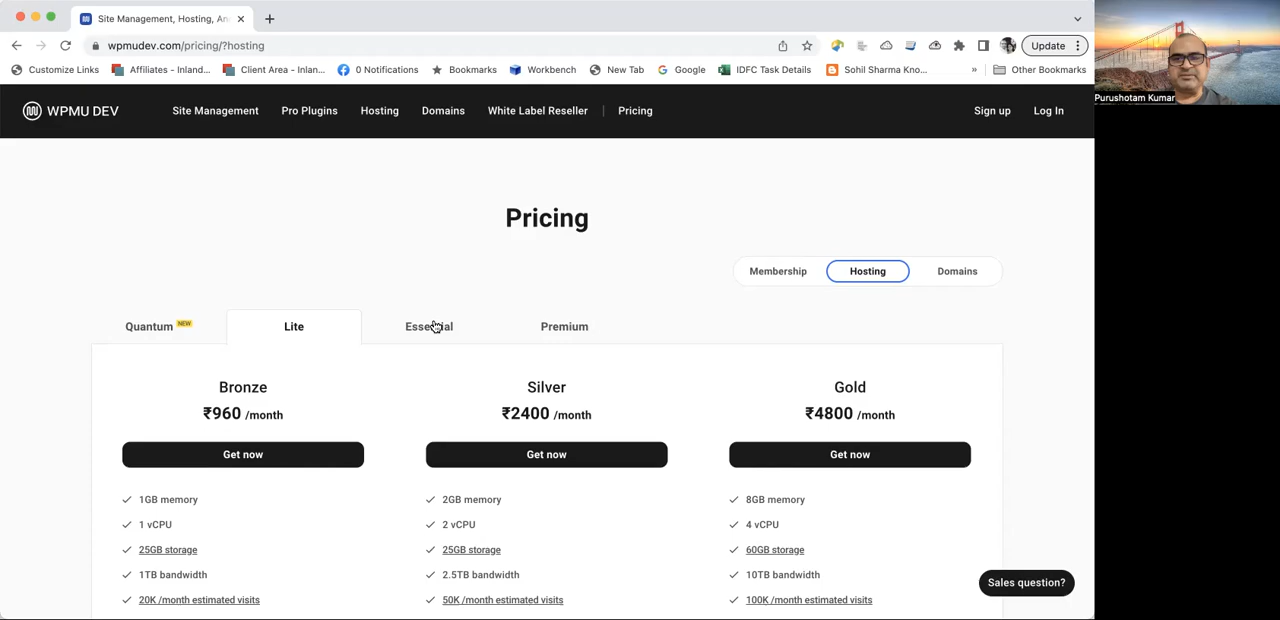 Site Management, Hosting, An
wpmudev.com/pricing/?hosting
Update
Customize Links
Affiliates - Inland...
Client Area - Inlan...
0 Notifications
Bookmarks
Workbench
New Tab
Google
IDFC Task Details
Sohil Sharma Kno...
»
Other Bookmarks
Purushotam Kumar
WPMU DEV
Site Management
Pro Plugins
Hosting
Domains
White Label Reseller
Pricing
Sign up
Log In
Pricing
Membership
Hosting
Domains
Quantum NEW
Lite
Essential
Premium
Bronze
₹960 /month
Get now
1GB memory
1 vCPU
25GB storage
1TB bandwidth
20K /month estimated visits
Silver
₹2400 /month
Get now
2GB memory
2 vCPU
25GB storage
2.5TB bandwidth
50K /month estimated visits
Gold
₹4800 /month
Get now
8GB memory
4 vCPU
60GB storage
10TB bandwidth
100K /month estimated visits
Sales question?